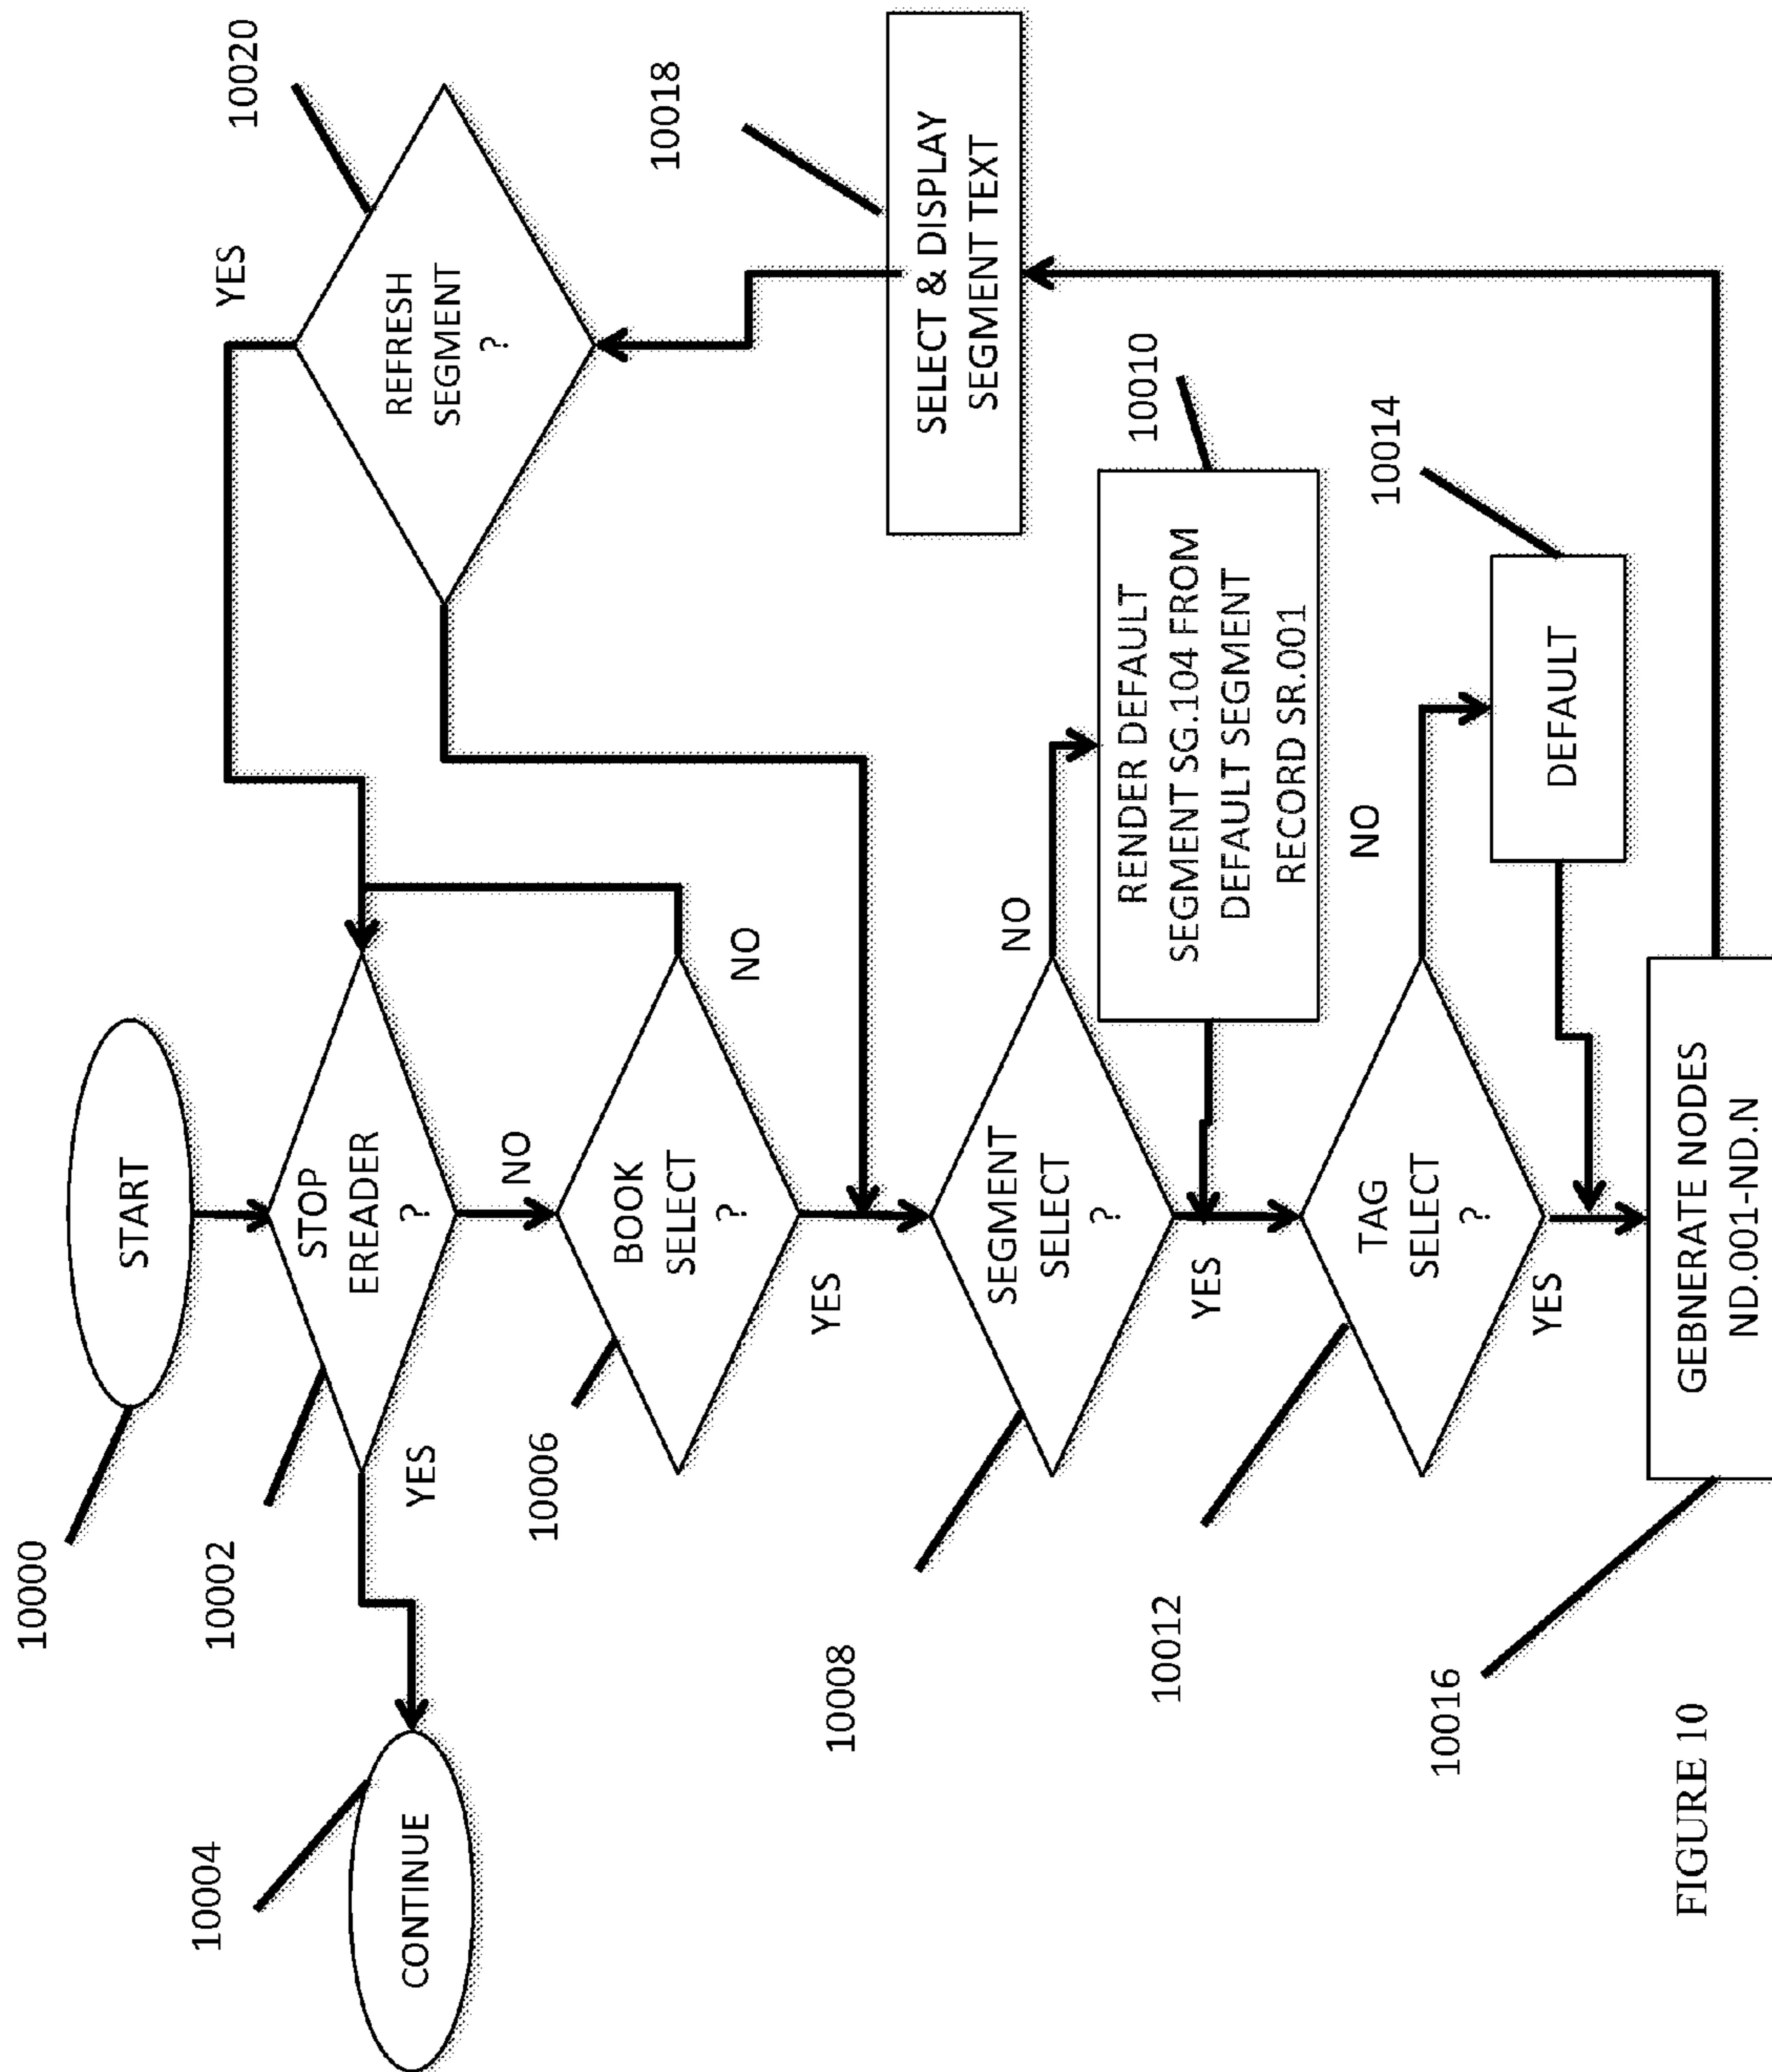 10000
START
10002
STOP
EREADER
?
YES
NO
10004
CONTINUE
10006
BOOK
SELECT
?
NO
YES
10008
SEGMENT
SELECT
?
NO
YES
10010
RENDER DEFAULT
SEGMENT SG.104 FROM
DEFAULT SEGMENT
RECORD SR.001
10012
TAG
SELECT
?
NO
YES
10014
DEFAULT
10016
GEBNERATE NODES
ND.001-ND.N
10018
SELECT & DISPLAY
SEGMENT TEXT
10020
REFRESH
SEGMENT
?
YES
FIGURE 10